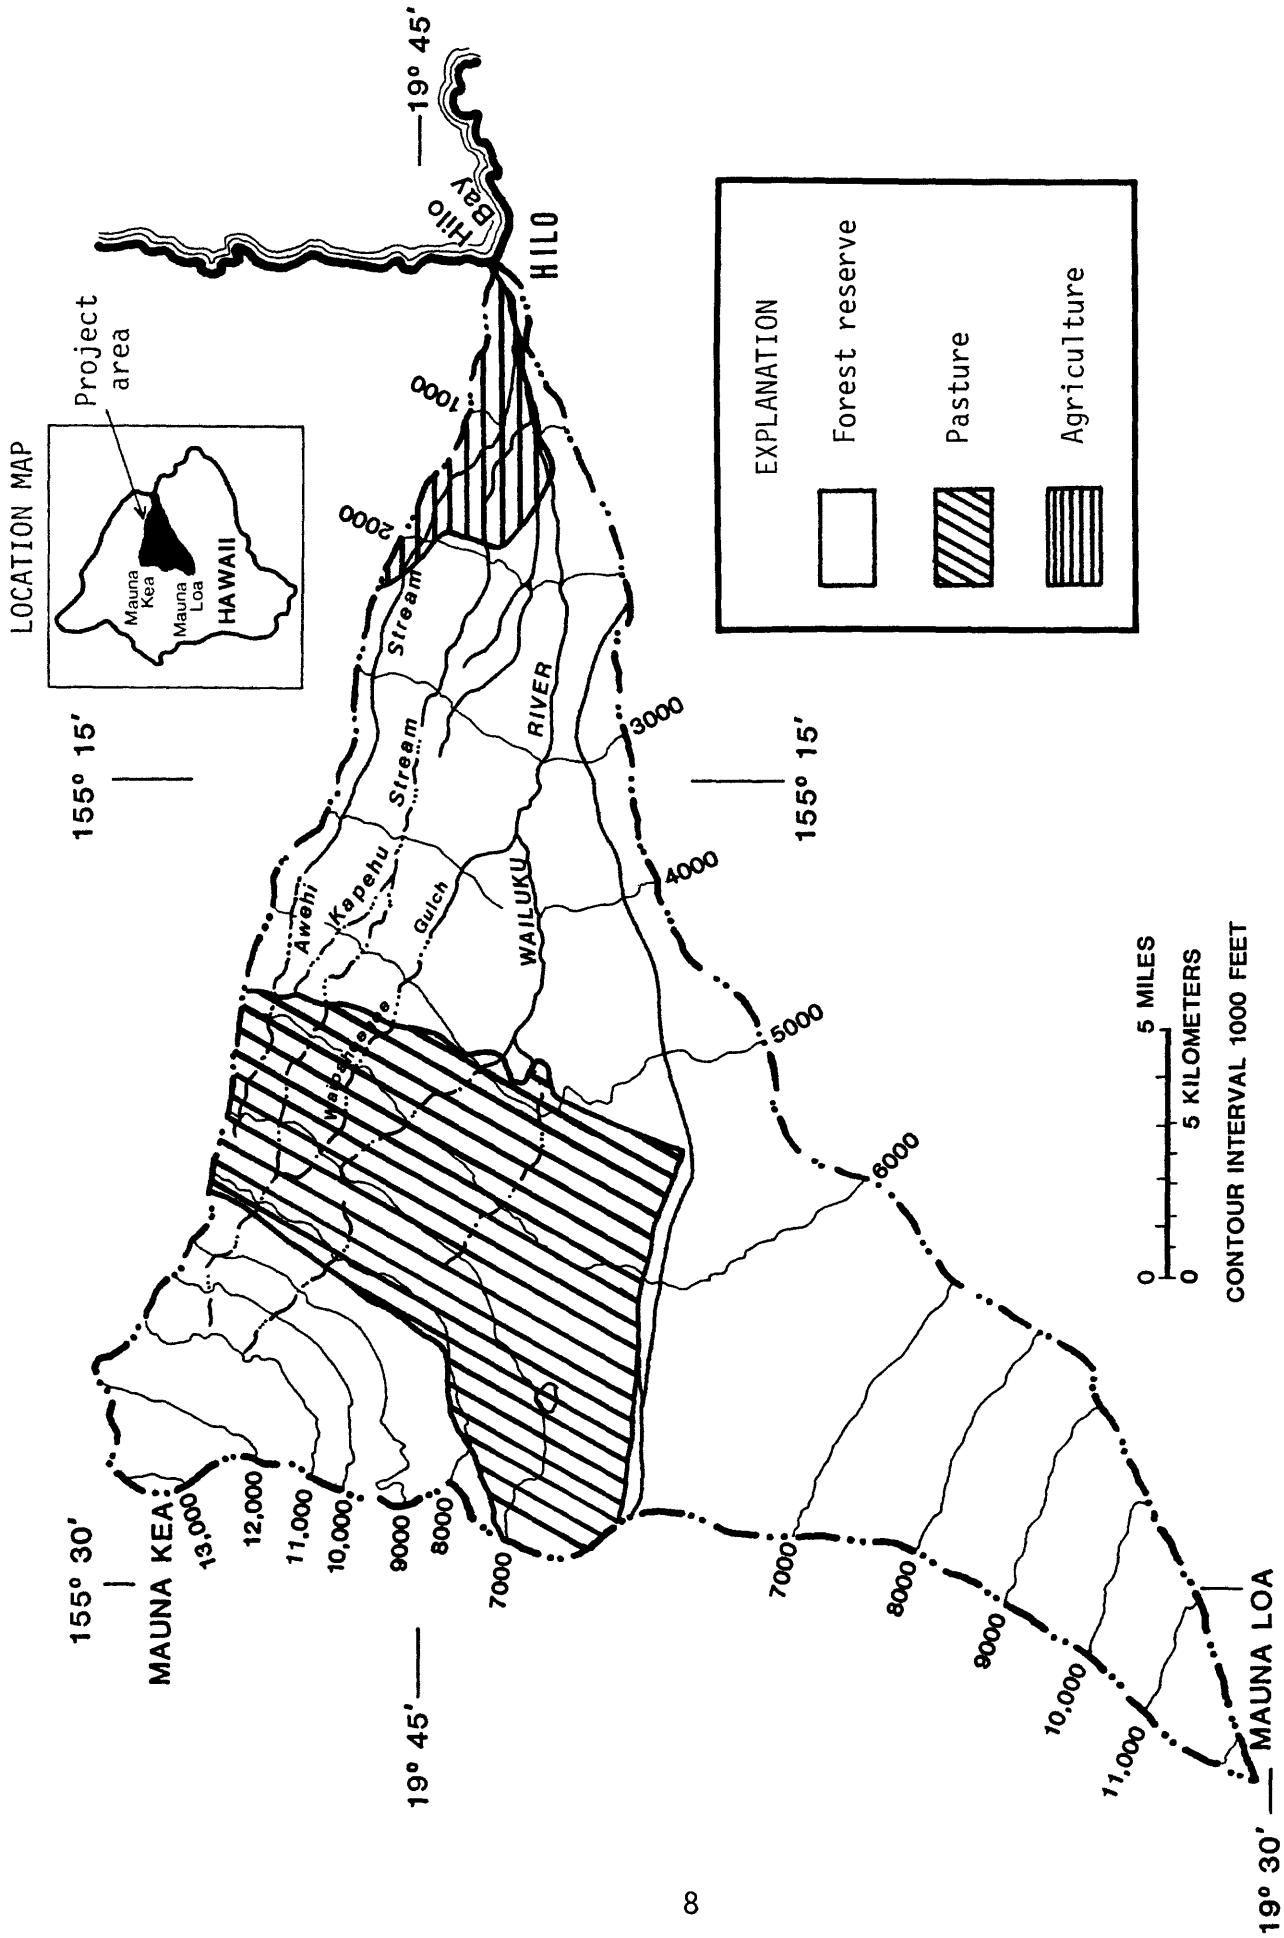 LOCATION MAP
Project
area
Mauna
Kea
Mauna
Loa
HAWAII
155° 30'
155° 15'
MAUNA KEA
13,000
12,000
11,000
10,000
9000
8000
7000
19° 45'
19° 45'
Hilo
Bay
HILO
1000
2000
3000
4000
5000
6000
7000
8000
9000
10,000
11,000
Awehi
Stream
Kapehu
Stream
Gulch
WAILUKU
RIVER
155° 15'
19° 30'
MAUNA LOA
EXPLANATION
Forest reserve
Pasture
Agriculture
0
5 MILES
0
5 KILOMETERS
CONTOUR INTERVAL 1000 FEET
8